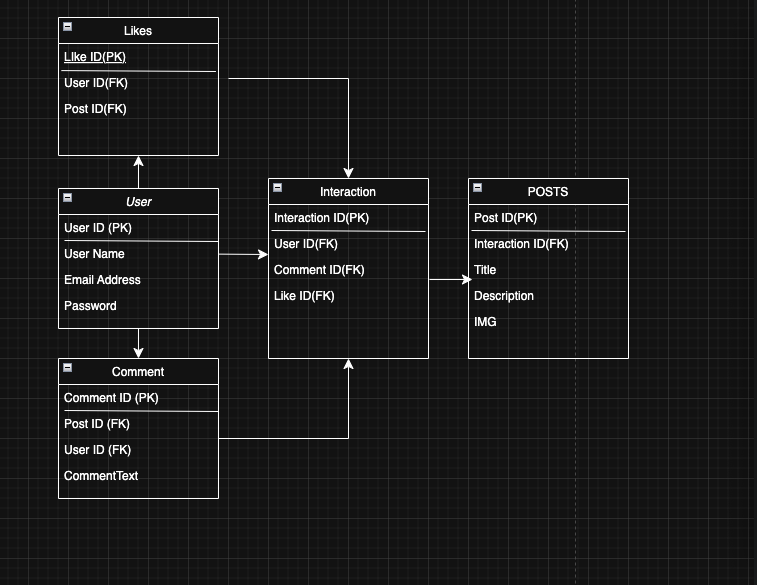 Likes
LIke ID(PK)
User ID(FK)
Post ID(FK)
User
User ID (PK)
User Name
Email Address
Password
Comment
Comment ID (PK)
Post ID (FK)
User ID (FK)
CommentText
Interaction
Interaction ID(PK)
User ID(FK)
Comment ID(FK)
Like ID(FK)
POSTS
Post ID(PK)
Interaction ID(FK)
Title
Description
IMG